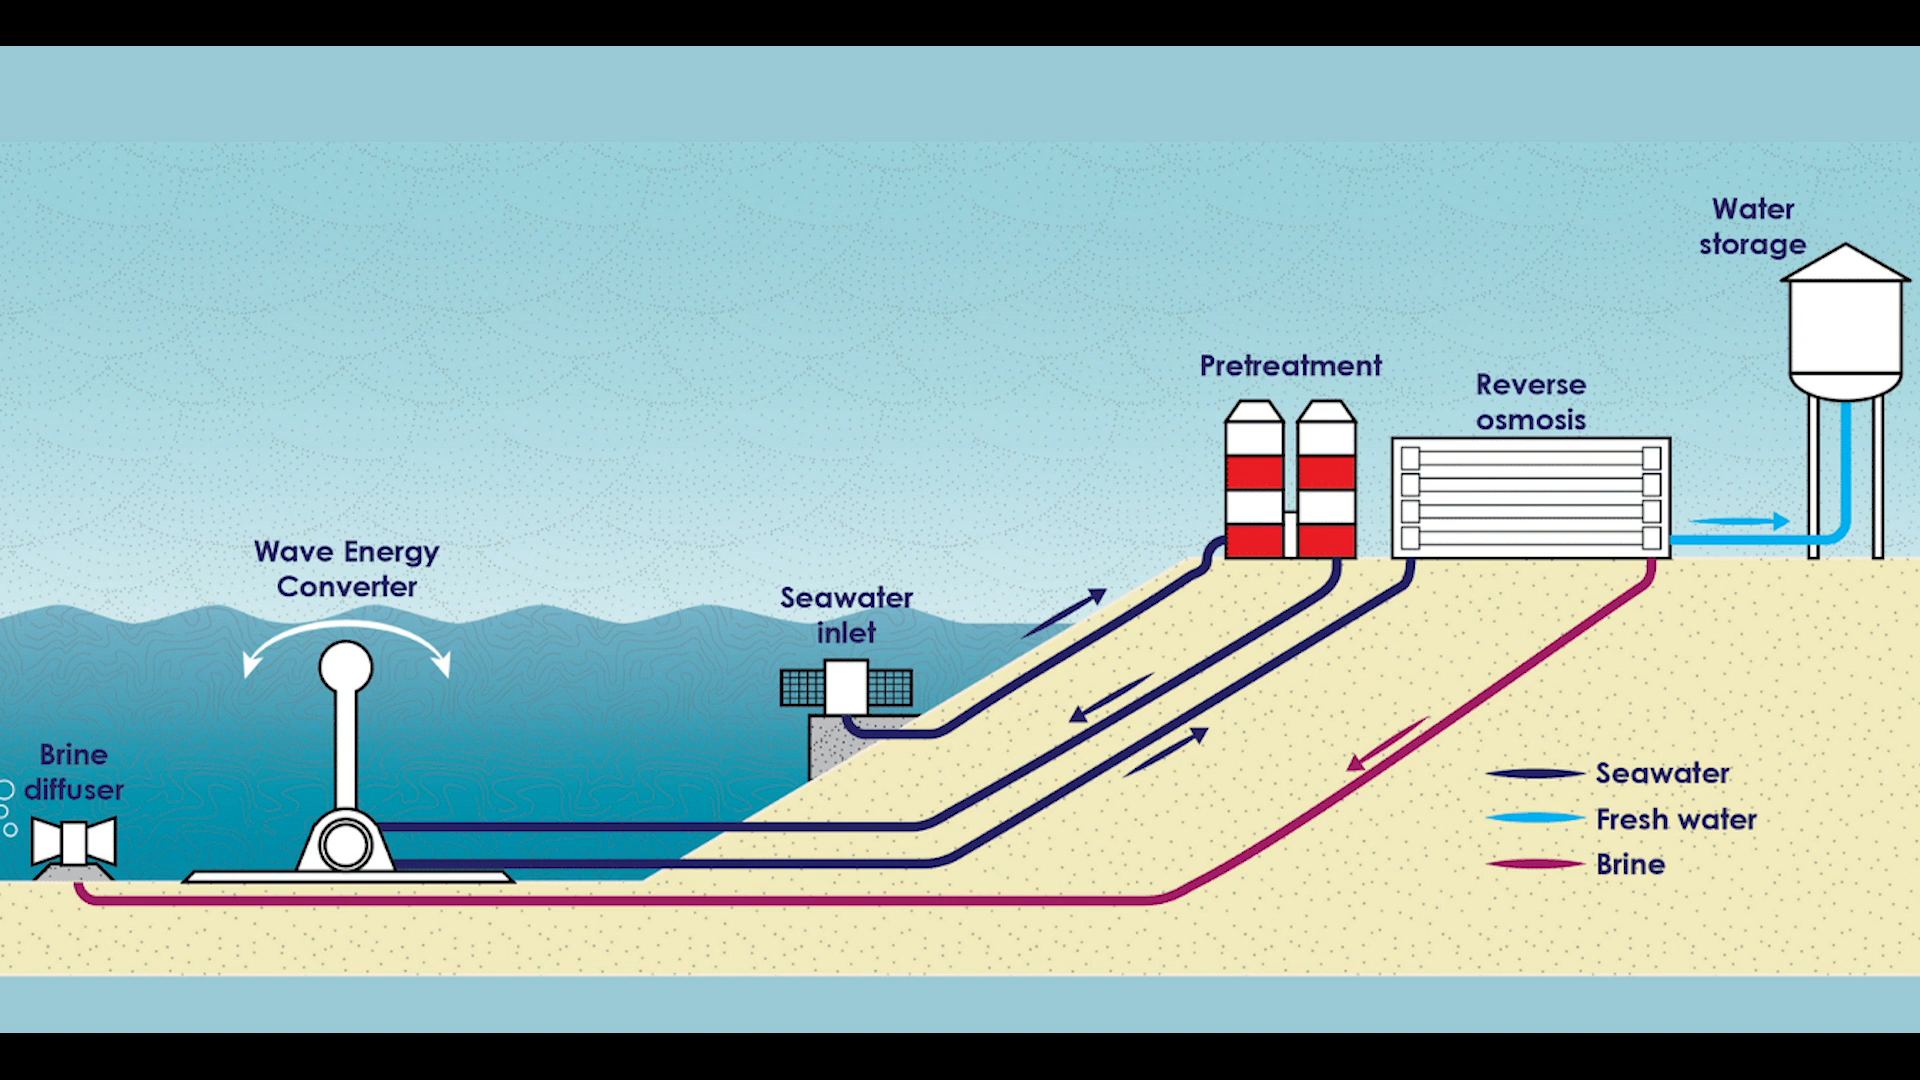 Water
storage
Pretreatment
Reverse
osmosis
Wave Energy
Converter
Seawater
inlet
Brine
diffuser
Seawater
Fresh water
Brine